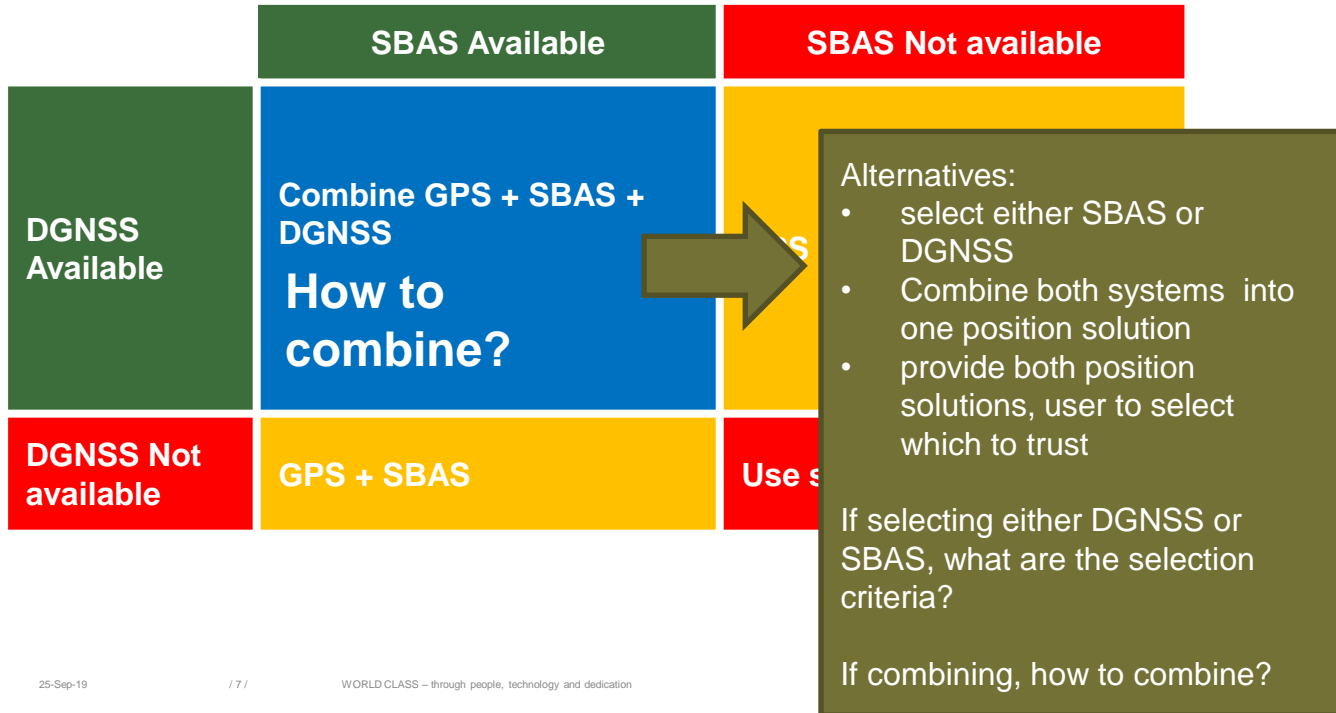 SBAS Available
SBAS Not available
DGNSS
Available
Combine GPS + SBAS +
DGNSS
How to
combine?
Alternatives:
• select either SBAS or
DGNSS
• Combine both systems into
one position solution
• provide both position
solutions, user to select
which to trust
If selecting either DGNSS or
SBAS, what are the selection
criteria?
If combining, how to combine?
DGNSS Not
available
GPS + SBAS
Use
25-Sep-19
/ 7 /
WORLD CLASS – through people, technology and dedication